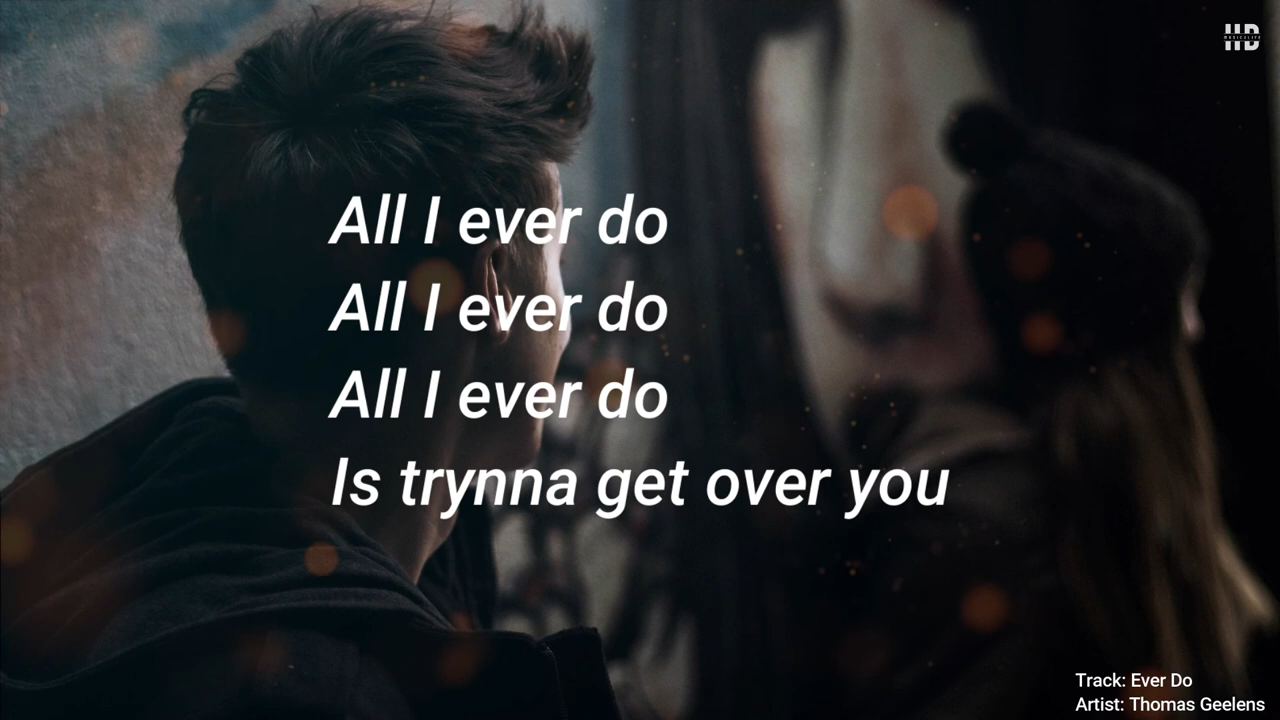 HD
All I ever do
All I ever do
All I ever do
Is trynna get over you
Track: Ever Do
Artist: Thomas Geelens